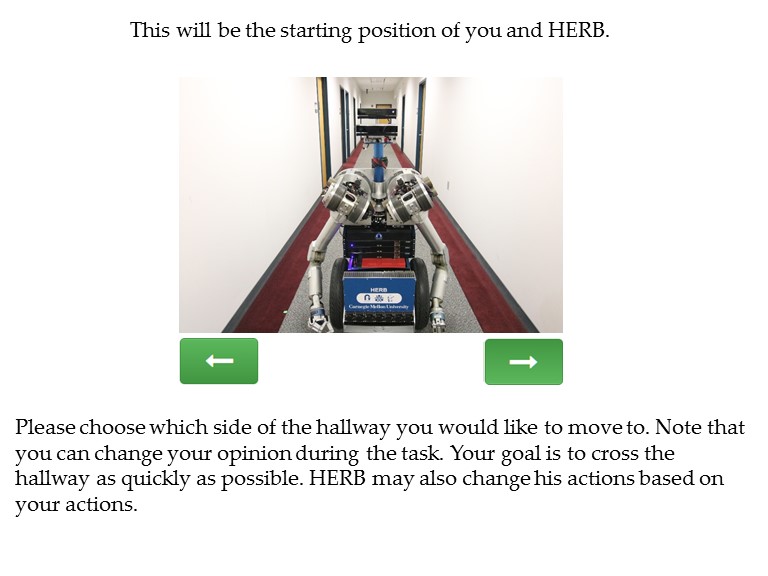 This will be the starting position of you and HERB.
HERB
Carnegie Mellon University
Please choose which side of the hallway you would like to move to. Note that
you can change your opinion during the task. Your goal is to cross the
hallway as quickly as possible. HERB may also change his actions based on
your actions.